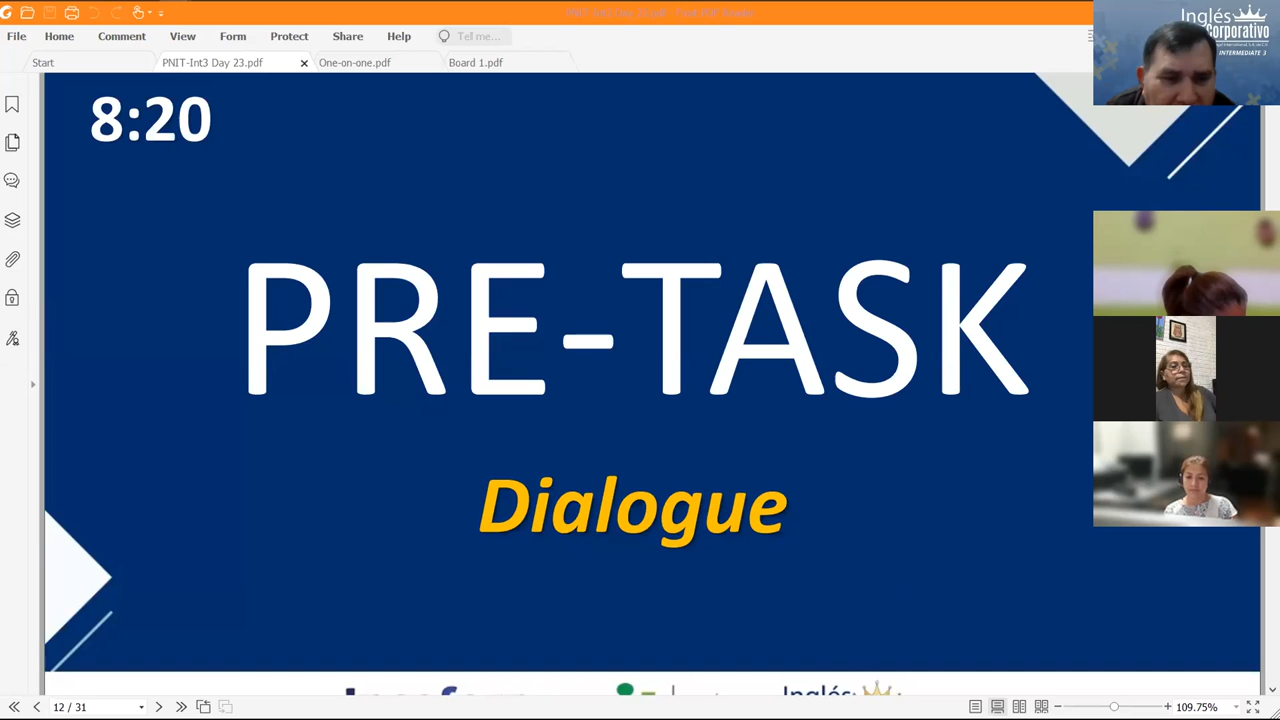 File Home Comment View Form Protect Share Help Tell me...
Start PNIT-Int3 Day 23.pdf One-on-one.pdf Board 1.pdf
Inglés
Corporativo
INTERMEDIATE 3
8:20
PRE-TASK
Dialogue
Inglés
12 / 31
109.75%